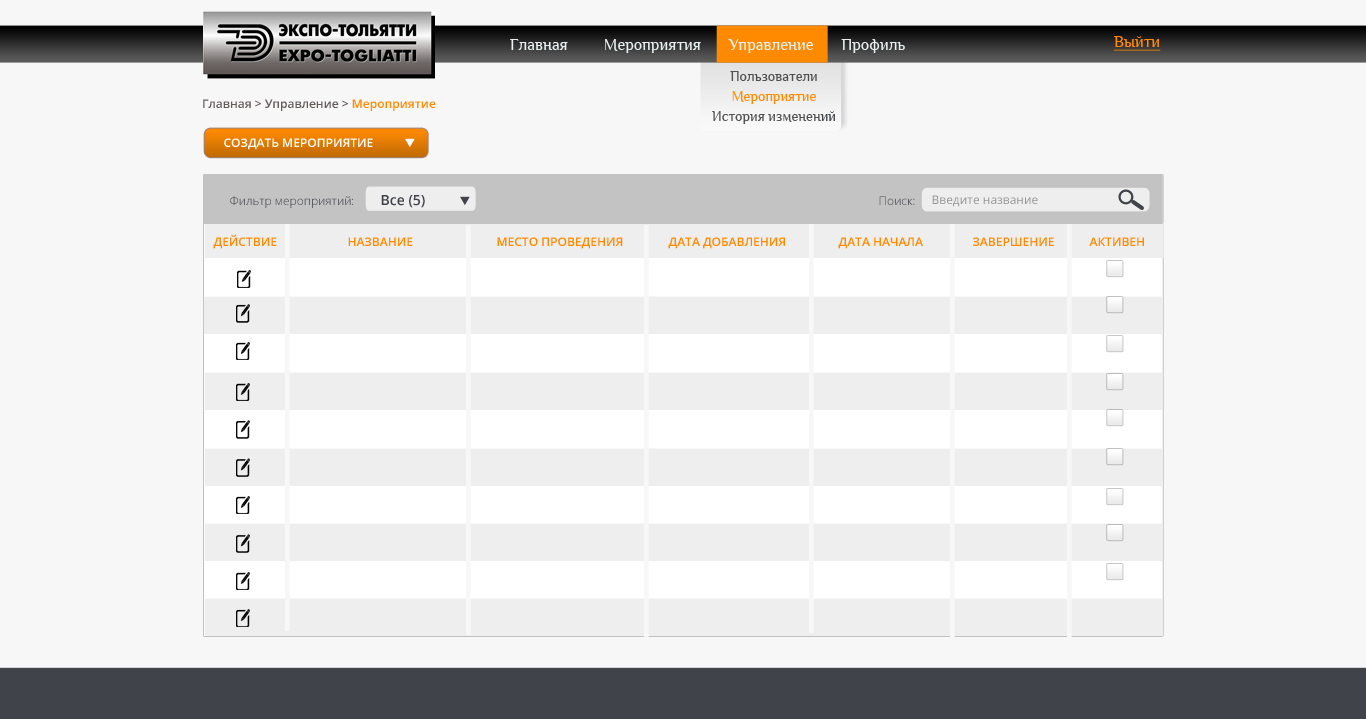 ЭКСПО-ТОЛЬЯТТИ
EXPO-TOGLIATTI
Главная Мероприятия Управление Профиль Выйти
Пользователи
Мероприятие
История изменений
Главная > Управление > Мероприятие
СОЗДАТЬ МЕРОПРИЯТИЕ
Фильтр мероприятий: Все (5) Поиск: Введите название
ДЕЙСТВИЕ НАЗВАНИЕ МЕСТО ПРОВЕДЕНИЯ ДАТА ДОБАВЛЕНИЯ ДАТА НАЧАЛА ЗАВЕРШЕНИЕ АКТИВЕН